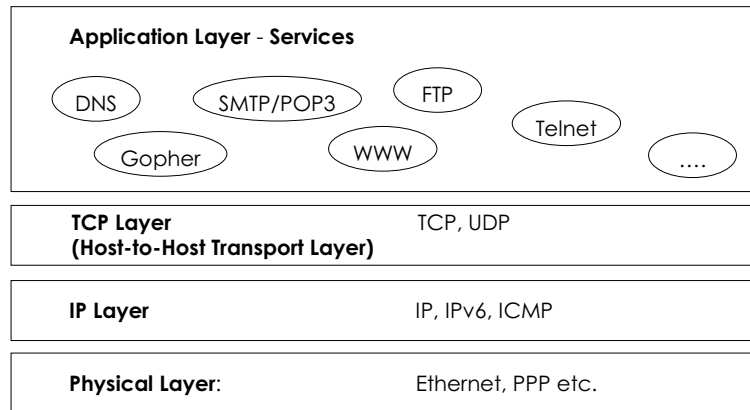 Application Layer - Services
DNS
SMTP/POP3
FTP
Telnet
Gopher
WWW
....
TCP Layer TCP, UDP
(Host-to-Host Transport Layer)
IP Layer IP, IPv6, ICMP
Physical Layer: Ethernet, PPP etc.